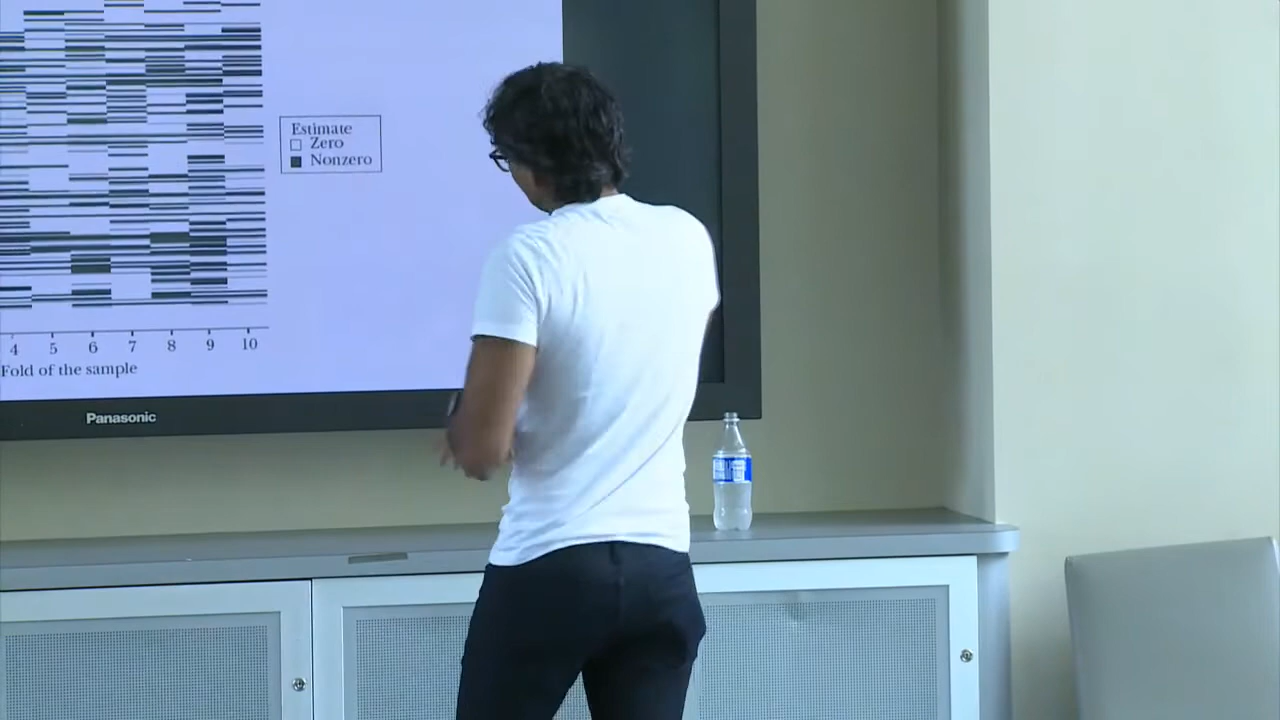 Estimate
Zero
Nonzero
4 5 6 7 8 9 10
Fold of the sample
Panasonic